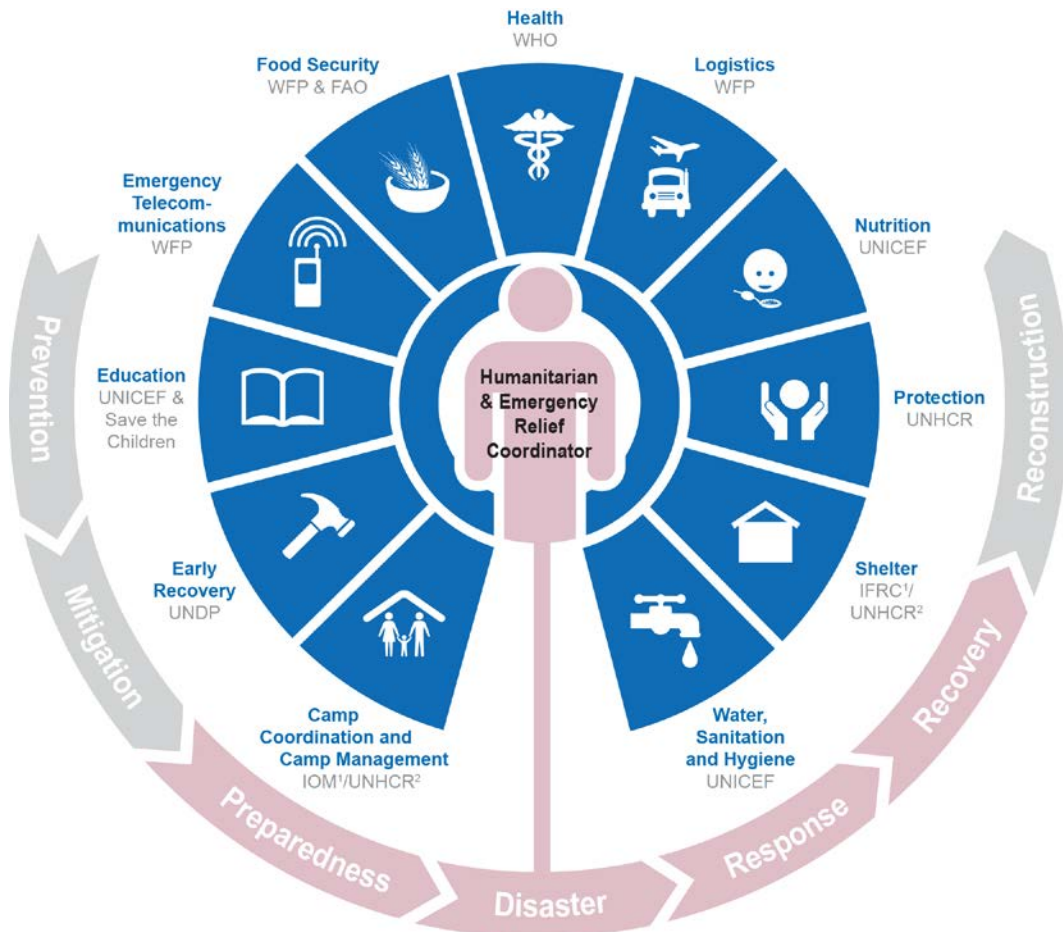 Health
WHO
Food Security
WFP & FAO
Logistics
WFP
Emergency
Telecom-
munications
WFP
Nutrition
UNICEF
Education
UNICEF &
Save the
Children
Humanitarian
& Emergency
Relief
Coordinator
Protection
UNHCR
Early
Recovery
UNDP
Shelter
IFRC¹/
UNHCR²
Camp
Coordination and
Camp Management
IOM¹/UNHCR²
Water,
Sanitation
and Hygiene
UNICEF
Prevention
Mitigation
Preparedness
Disaster
Response
Recovery
Reconstruction